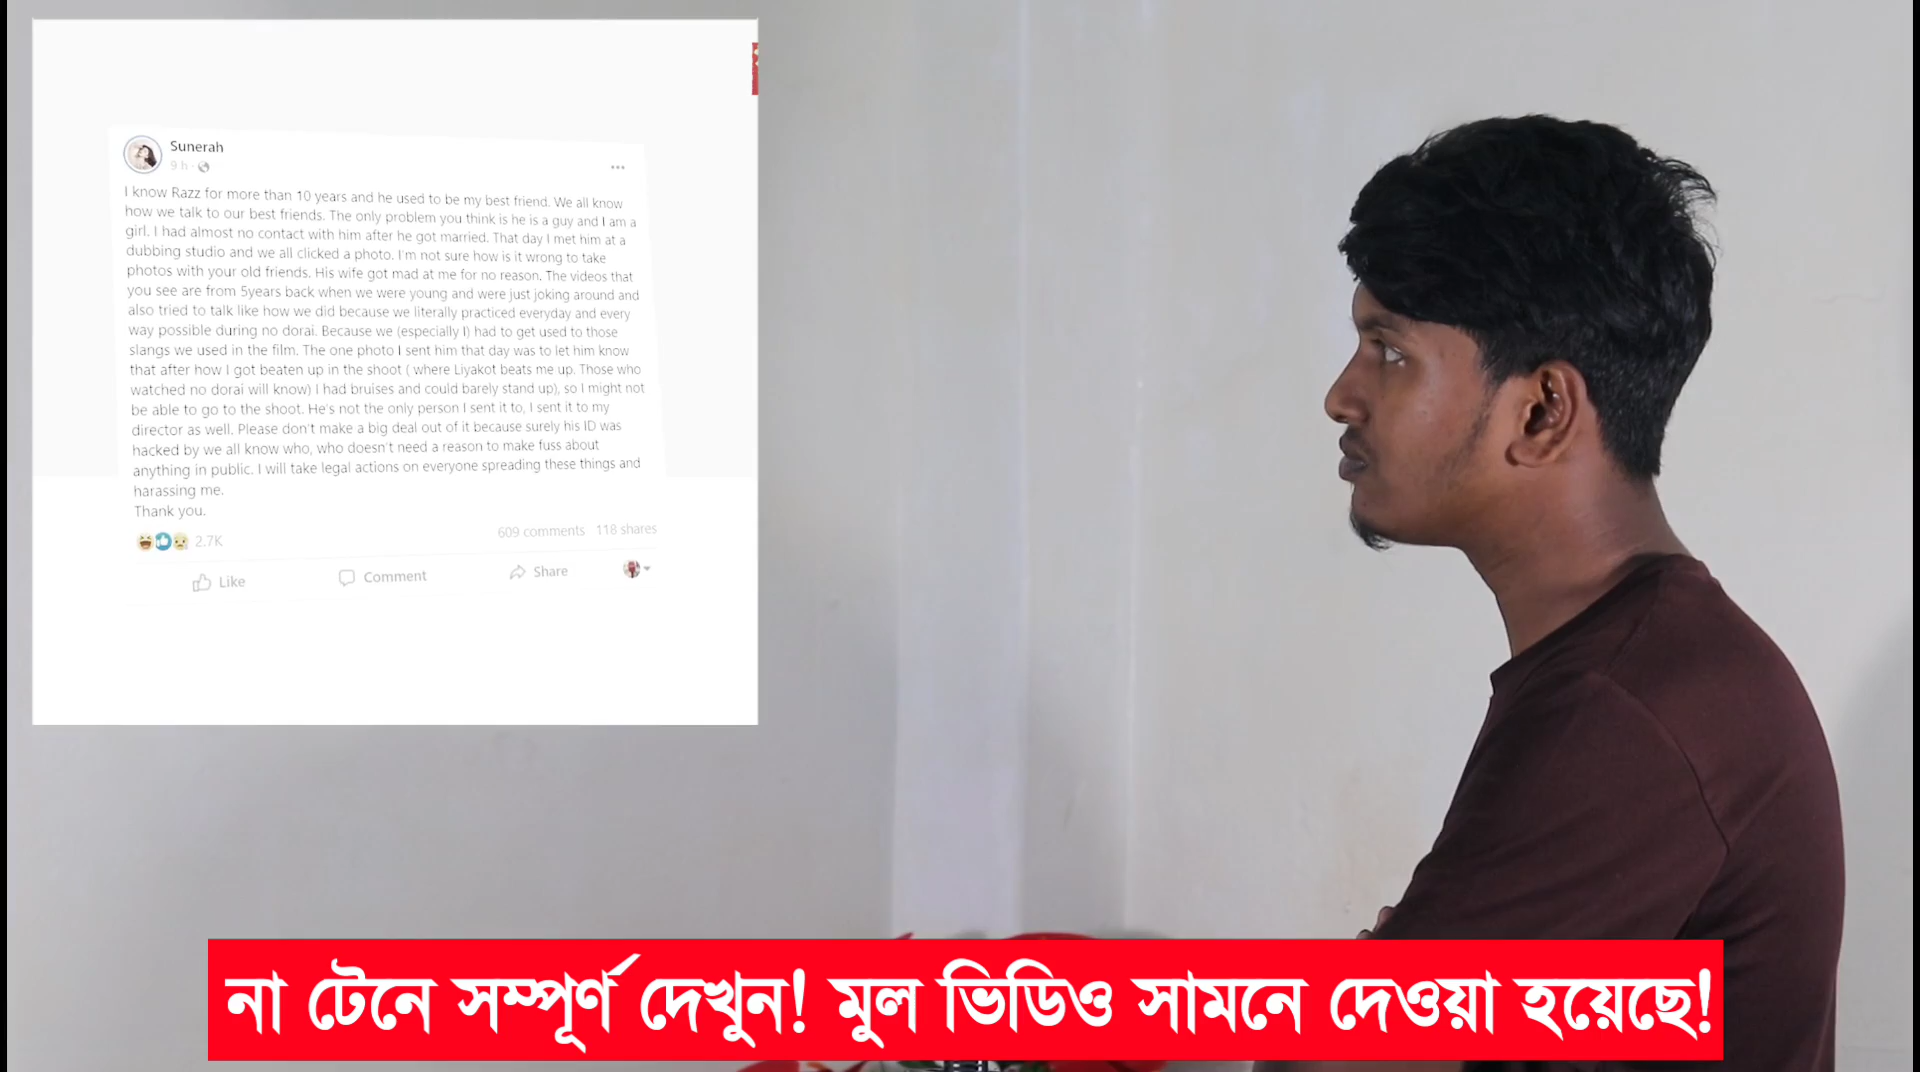 Sunerah
9 h ·
I know Razz for more than 10 years and he used to be my best friend. We all know
how we talk to our best friends. The only problem you think is he is a guy and I am a
girl. I had almost no contact with him after he got married. That day I met him at a
dubbing studio and we all clicked a photo. I'm not sure how is it wrong to take
photos with your old friends. His wife got mad at me for no reason. The videos that
you see are from 5years back when we were young and were just joking around and
also tried to talk like how we did because we literally practiced everyday and every
way possible during no dorai. Because we (especially I) had to get used to those
slangs we used in the film. The one photo I sent him that day was to let him know
that after how I got beaten up in the shoot ( where Liyakot beats me up. Those who
watched no dorai will know) I had bruises and could barely stand up), so I might not
be able to go to the shoot. He's not the only person I sent it to, I sent it to my
director as well. Please don't make a big deal out of it because surely his ID was
hacked by we all know who, who doesn't need a reason to make fuss about
anything in public. I will take legal actions on everyone spreading these things and
harassing me.
Thank you.
2.7K 609 comments 118 shares
Like Comment Share
না টেনে সম্পূর্ণ দেখুন! মুল ভিডিও সামনে দেওয়া হয়েছে!